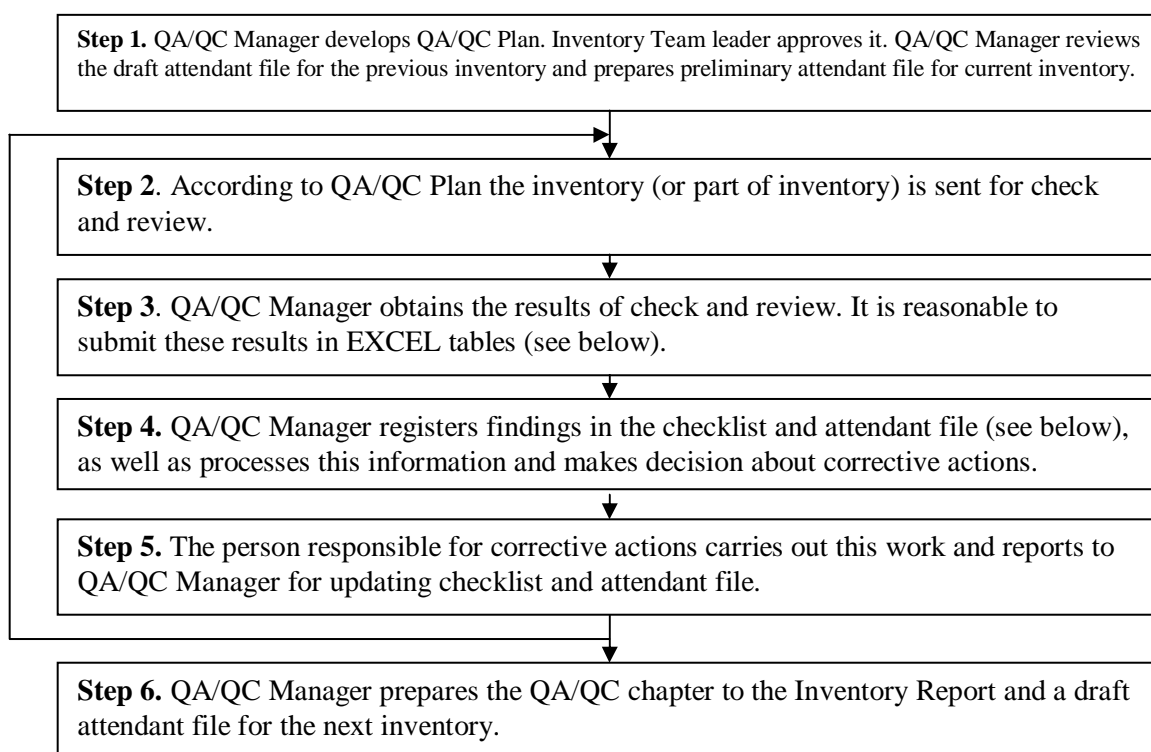 Step 1. QA/QC Manager develops QA/QC Plan. Inventory Team leader approves it. QA/QC Manager reviews
the draft attendant file for the previous inventory and prepares preliminary attendant file for current inventory.
Step 2. According to QA/QC Plan the inventory (or part of inventory) is sent for check
and review.
Step 3. QA/QC Manager obtains the results of check and review. It is reasonable to
submit these results in EXCEL tables (see below).
Step 4. QA/QC Manager registers findings in the checklist and attendant file (see below),
as well as processes this information and makes decision about corrective actions.
Step 5. The person responsible for corrective actions carries out this work and reports to
QA/QC Manager for updating checklist and attendant file.
Step 6. QA/QC Manager prepares the QA/QC chapter to the Inventory Report and a draft
attendant file for the next inventory.